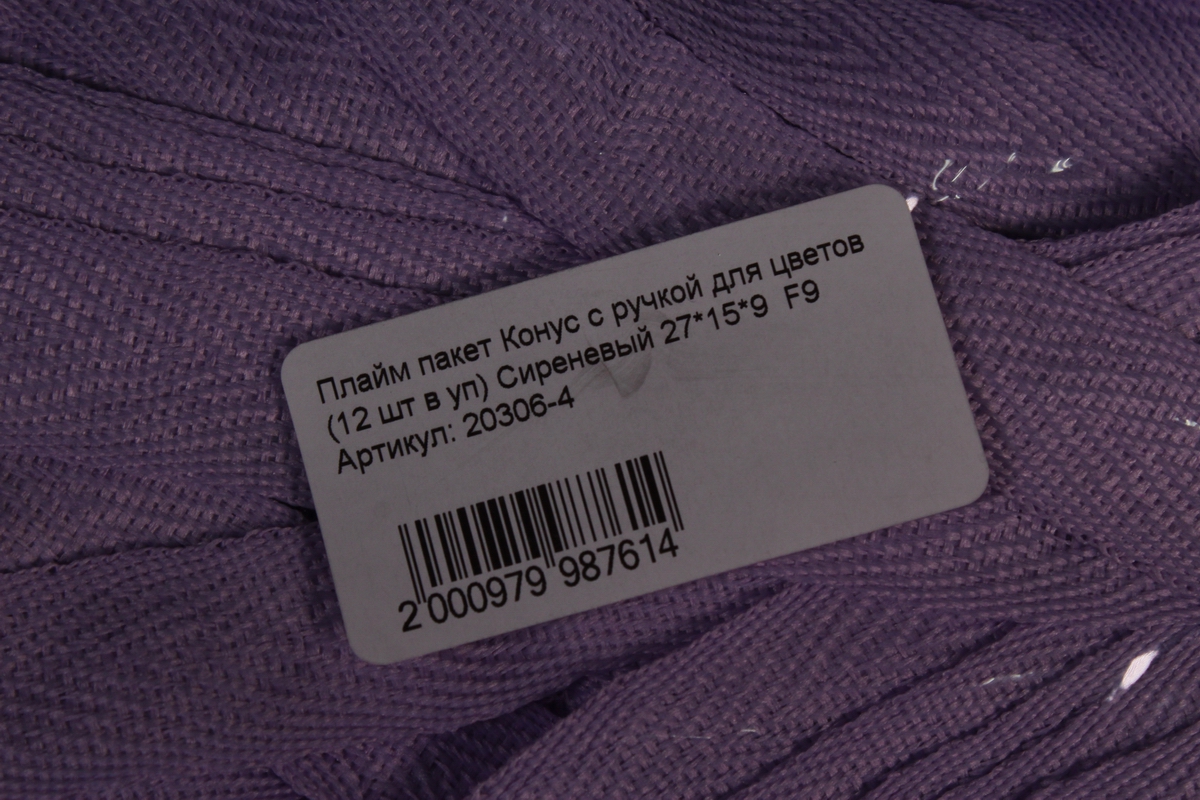 Плайм пакет Конус с ручкой для цветов
(12 шт в уп) Сиреневый 27*15*9 F9
Артикул: 20306-4
2 000979 987614